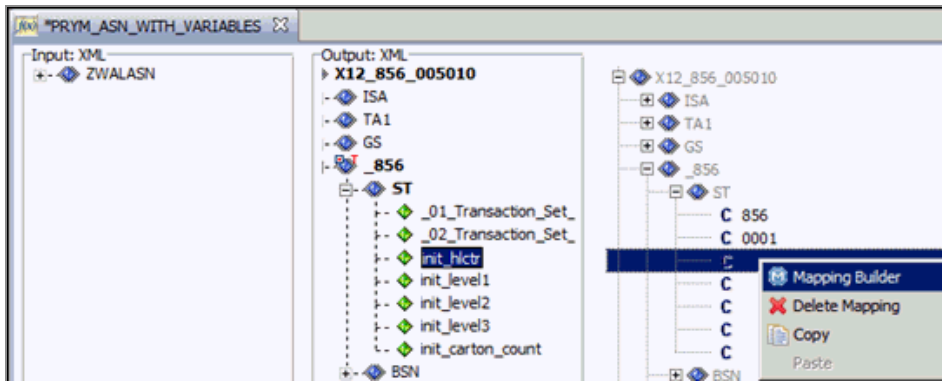 *PRYM_ASN_WITH_VARIABLES
Input: XML
ZWALASN
Output: XML
X12_856_005010
ISA
TA1
GS
_856
ST
_01_Transaction_Set_
_02_Transaction_Set_
init_hlctr
init_level1
init_level2
init_level3
init_carton_count
BSN
X12_856_005010
ISA
TA1
GS
_856
ST
C 856
C 0001
C
C
C
C
C
BSN
Mapping Builder
Delete Mapping
Copy
Paste